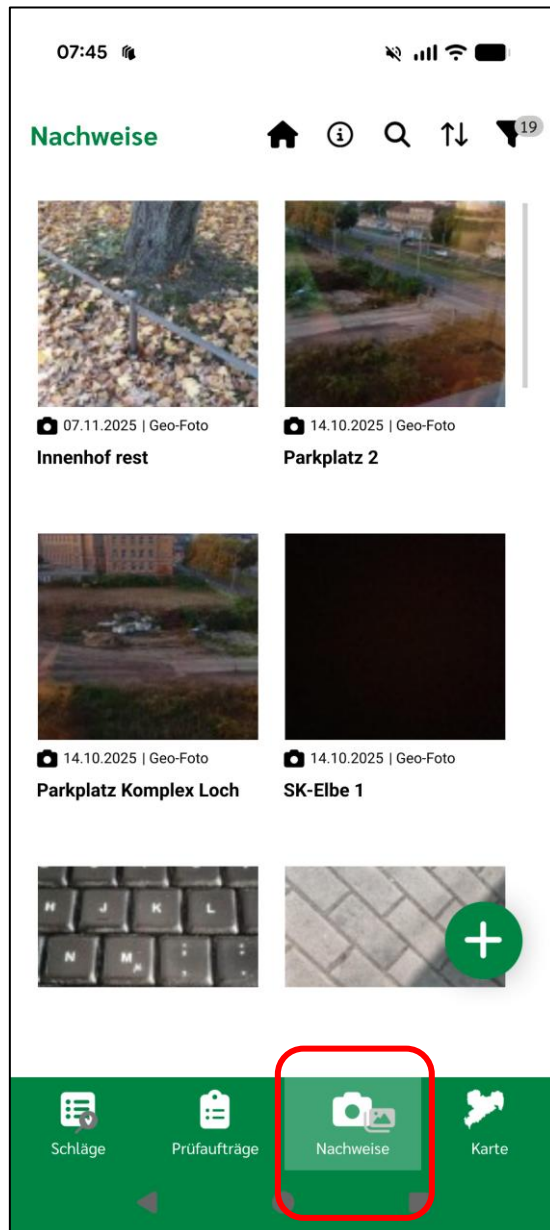 07:45
Nachweise
19
07.11.2025 | Geo-Foto
14.10.2025 | Geo-Foto
Innenhof rest
Parkplatz 2
14.10.2025 | Geo-Foto
14.10.2025 | Geo-Foto
Parkplatz Komplex Loch
SK-Elbe 1
H J K L
N M
+
Schläge
Prüfaufträge
Nachweise
Karte